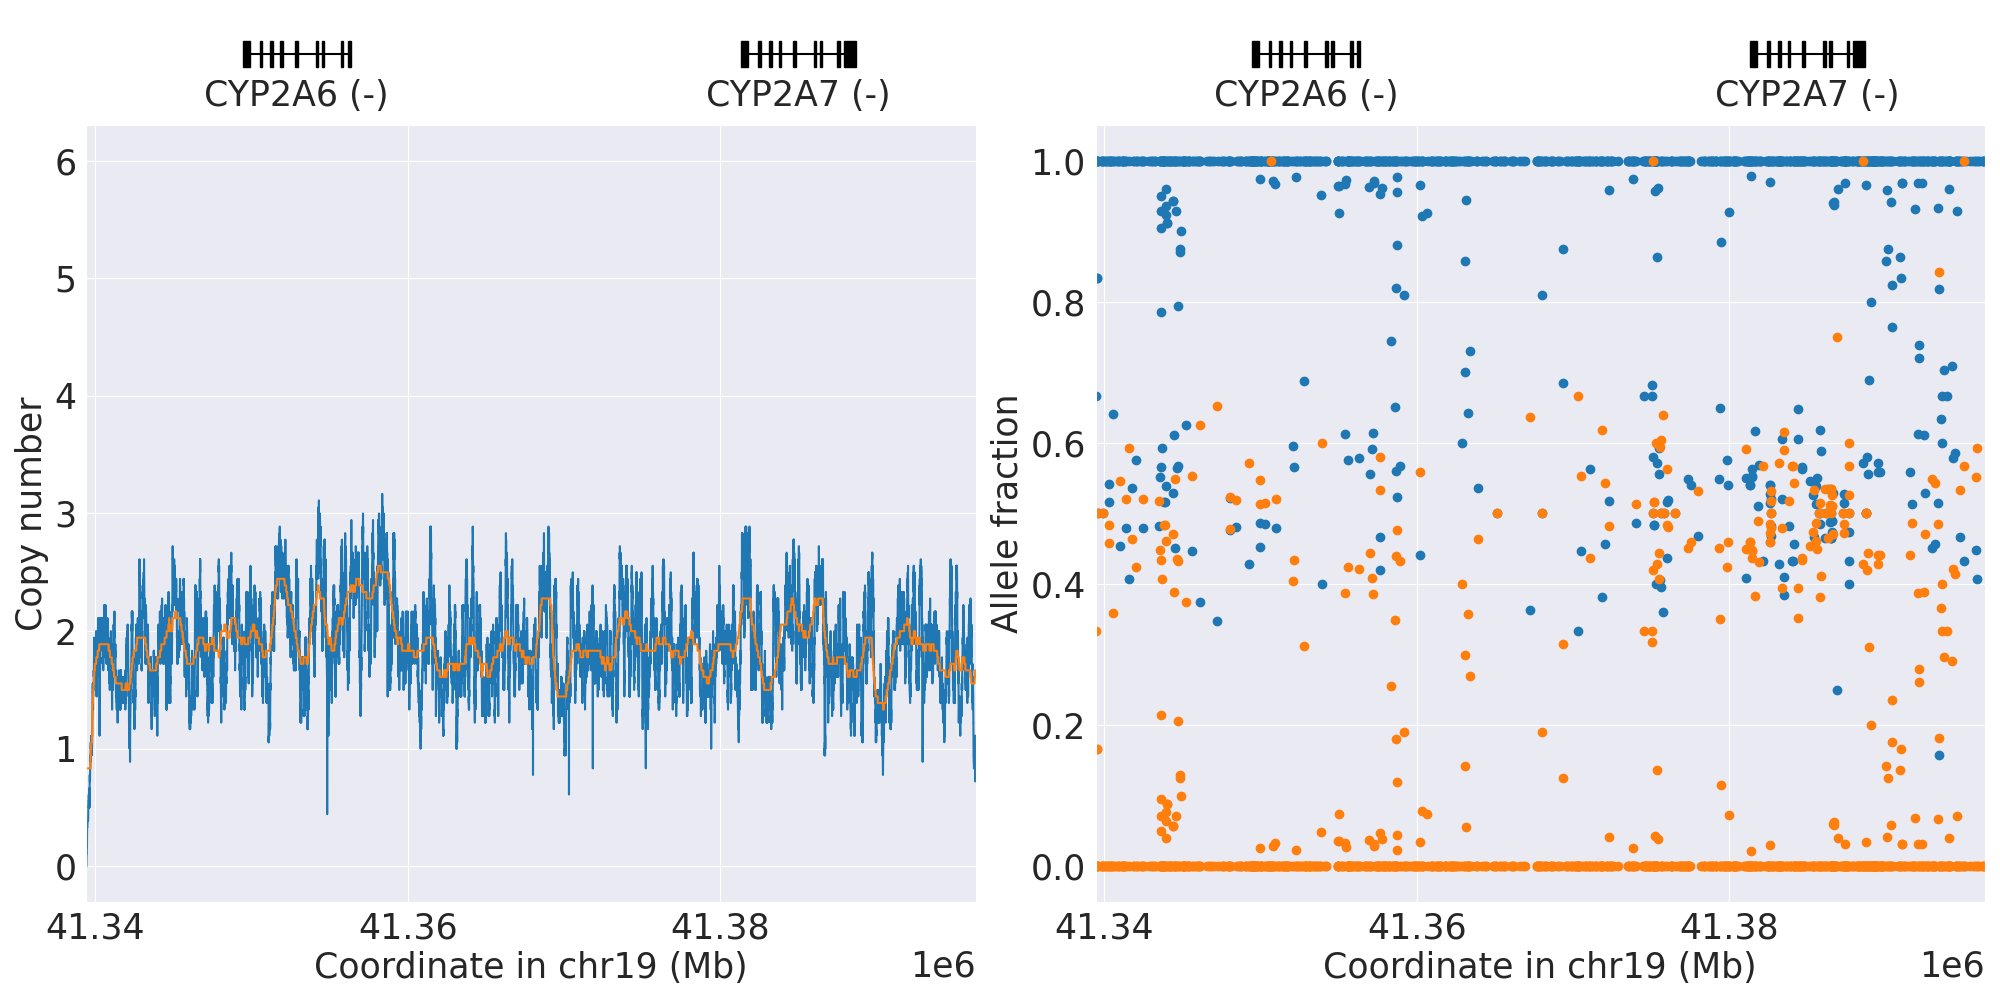 CYP2A6 (-)
CYP2A7 (-)
CYP2A6 (-)
CYP2A7 (-)
Copy number
6
5
4
3
2
1
0
41.34
41.36
41.38
Coordinate in chr19 (Mb)
1e6
Allele fraction
1.0
0.8
0.6
0.4
0.2
0.0
41.34
41.36
41.38
Coordinate in chr19 (Mb)
1e6